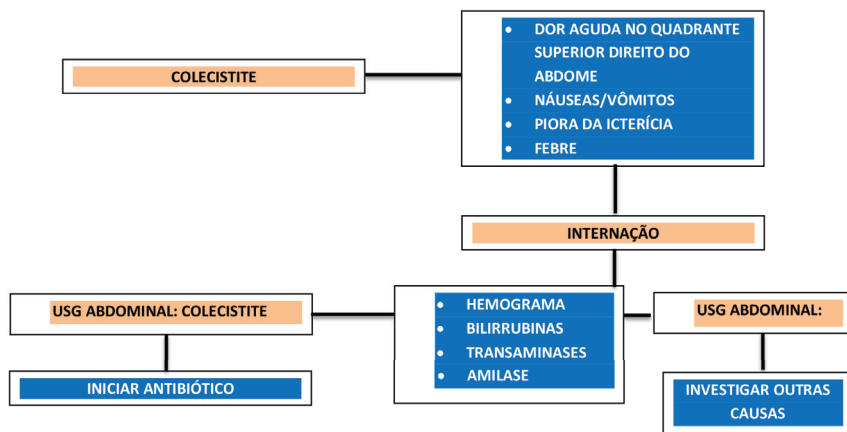 COLECISTITE
• DOR AGUDA NO QUADRANTE
SUPERIOR DIREITO DO
ABDOME
• NÁUSEAS/VÔMITOS
• PIORA DA ICTERÍCIA
• FEBRE
INTERNAÇÃO
USG ABDOMINAL: COLECISTITE
• HEMOGRAMA
• BILIRRUBINAS
• TRANSAMINASES
• AMILASE
USG ABDOMINAL:
INICIAR ANTIBIÓTICO
INVESTIGAR OUTRAS
CAUSAS